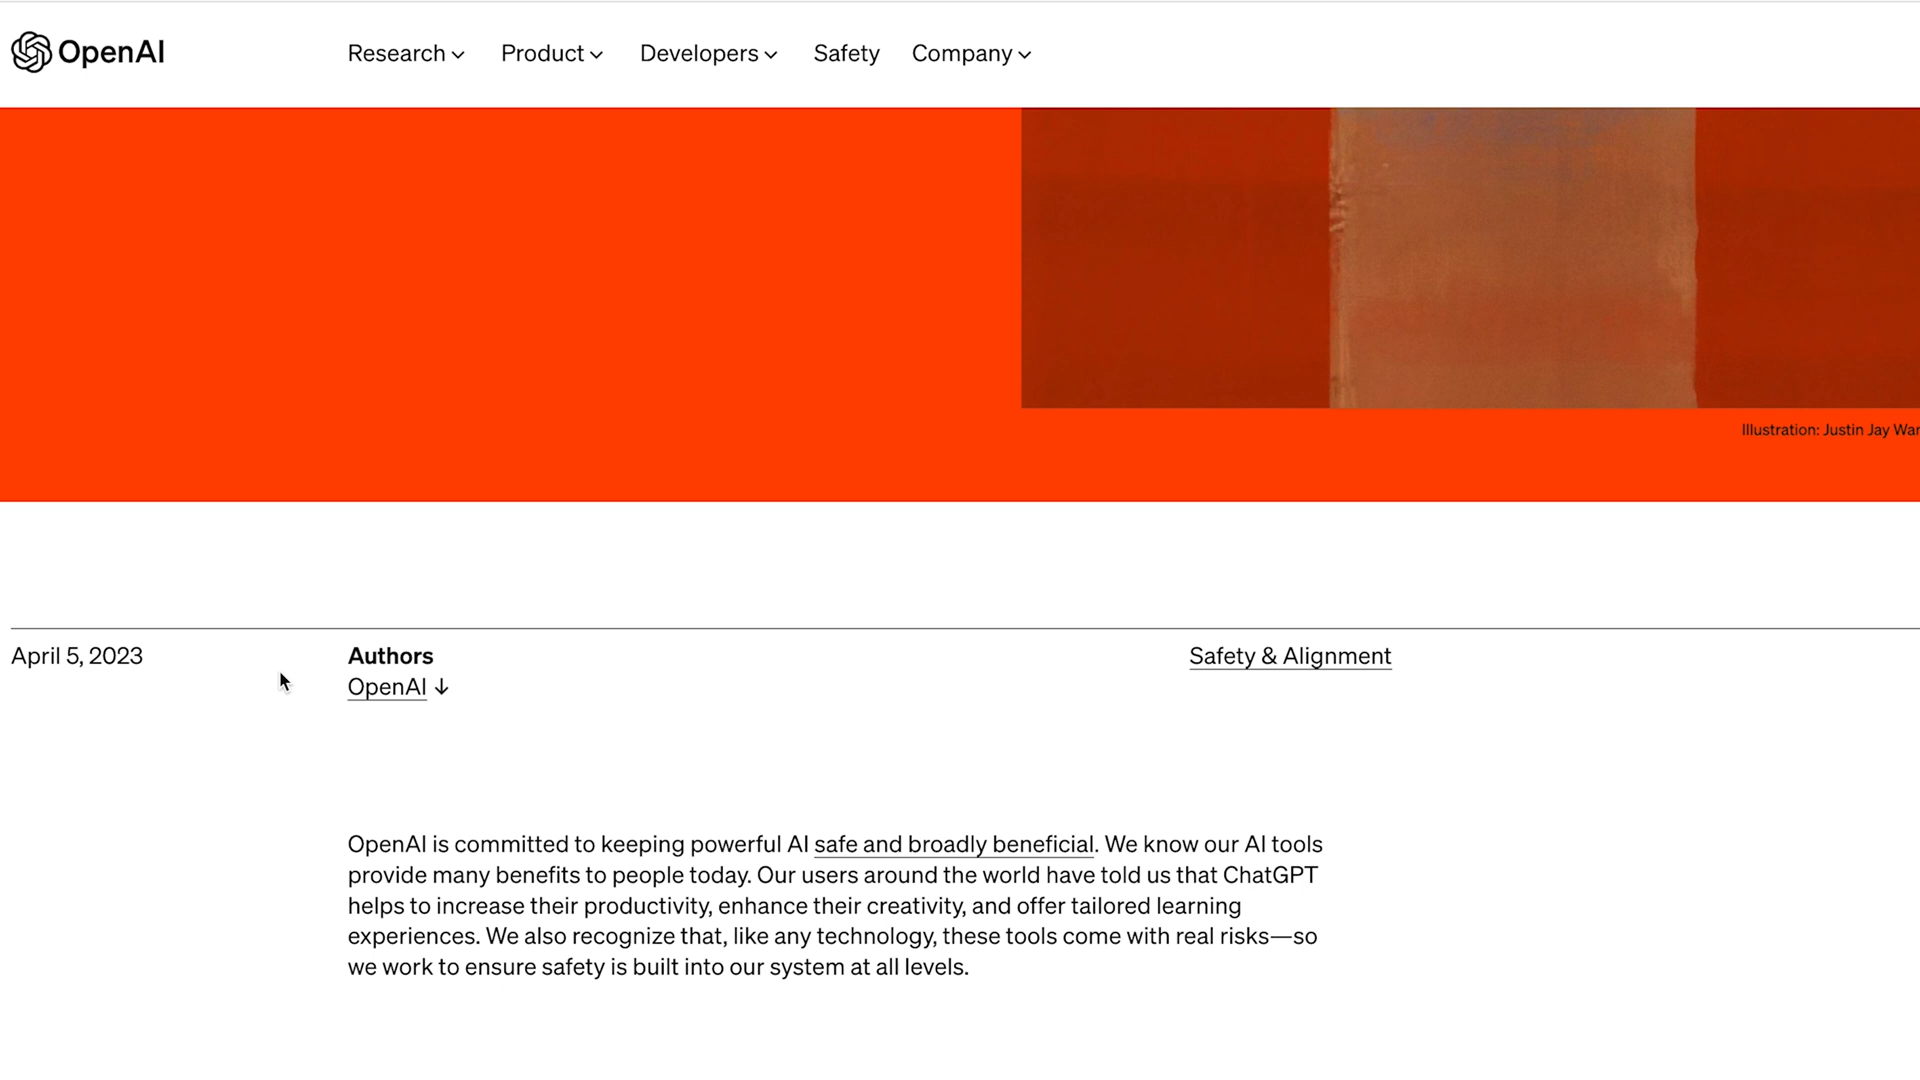 OpenAI
Research Product Developers Safety Company
Illustration: Justin Jay
April 5, 2023
Authors
OpenAI ↓
Safety & Alignment
OpenAI is committed to keeping powerful AI safe and broadly beneficial. We know our AI tools
provide many benefits to people today. Our users around the world have told us that ChatGPT
helps to increase their productivity, enhance their creativity, and offer tailored learning
experiences. We also recognize that, like any technology, these tools come with real risks—so
we work to ensure safety is built into our system at all levels.